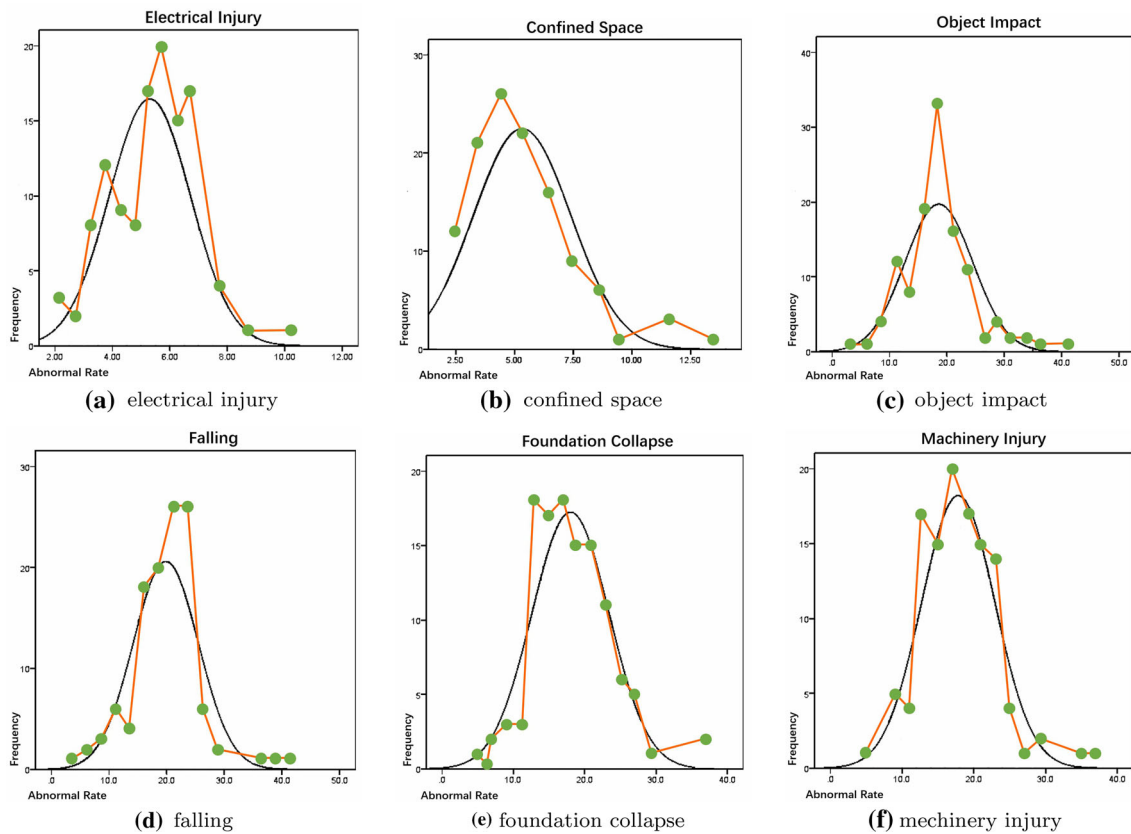 Electrical Injury
20
15
10
5
0
Frequency
2.00 4.00 6.00 8.00 10.00 12.00
Abnormal Rate
(a) electrical injury
Confined Space
30
20
10
0
Frequency
2.50 5.00 7.50 10.00 12.50
Abnormal Rate
(b) confined space
Object Impact
40
30
20
10
0
Frequency
.0 10.0 20.0 30.0 40.0 50.0
Abnormal Rate
(c) object impact
Falling
30
20
10
0
Frequency
.0 10.0 20.0 30.0 50.0
Abnormal Rate
(d) falling
Foundation Collapse
20
15
10
5
0
Frequency
.0 10.0 20.0 30.0 40.0
Abnormal Rate
(e) foundation collapse
Machinery Injury
20
15
10
5
0
Frequency
.0 10.0 20.0 30.0 40.0
Abnormal Rate
(f) mechinery injury